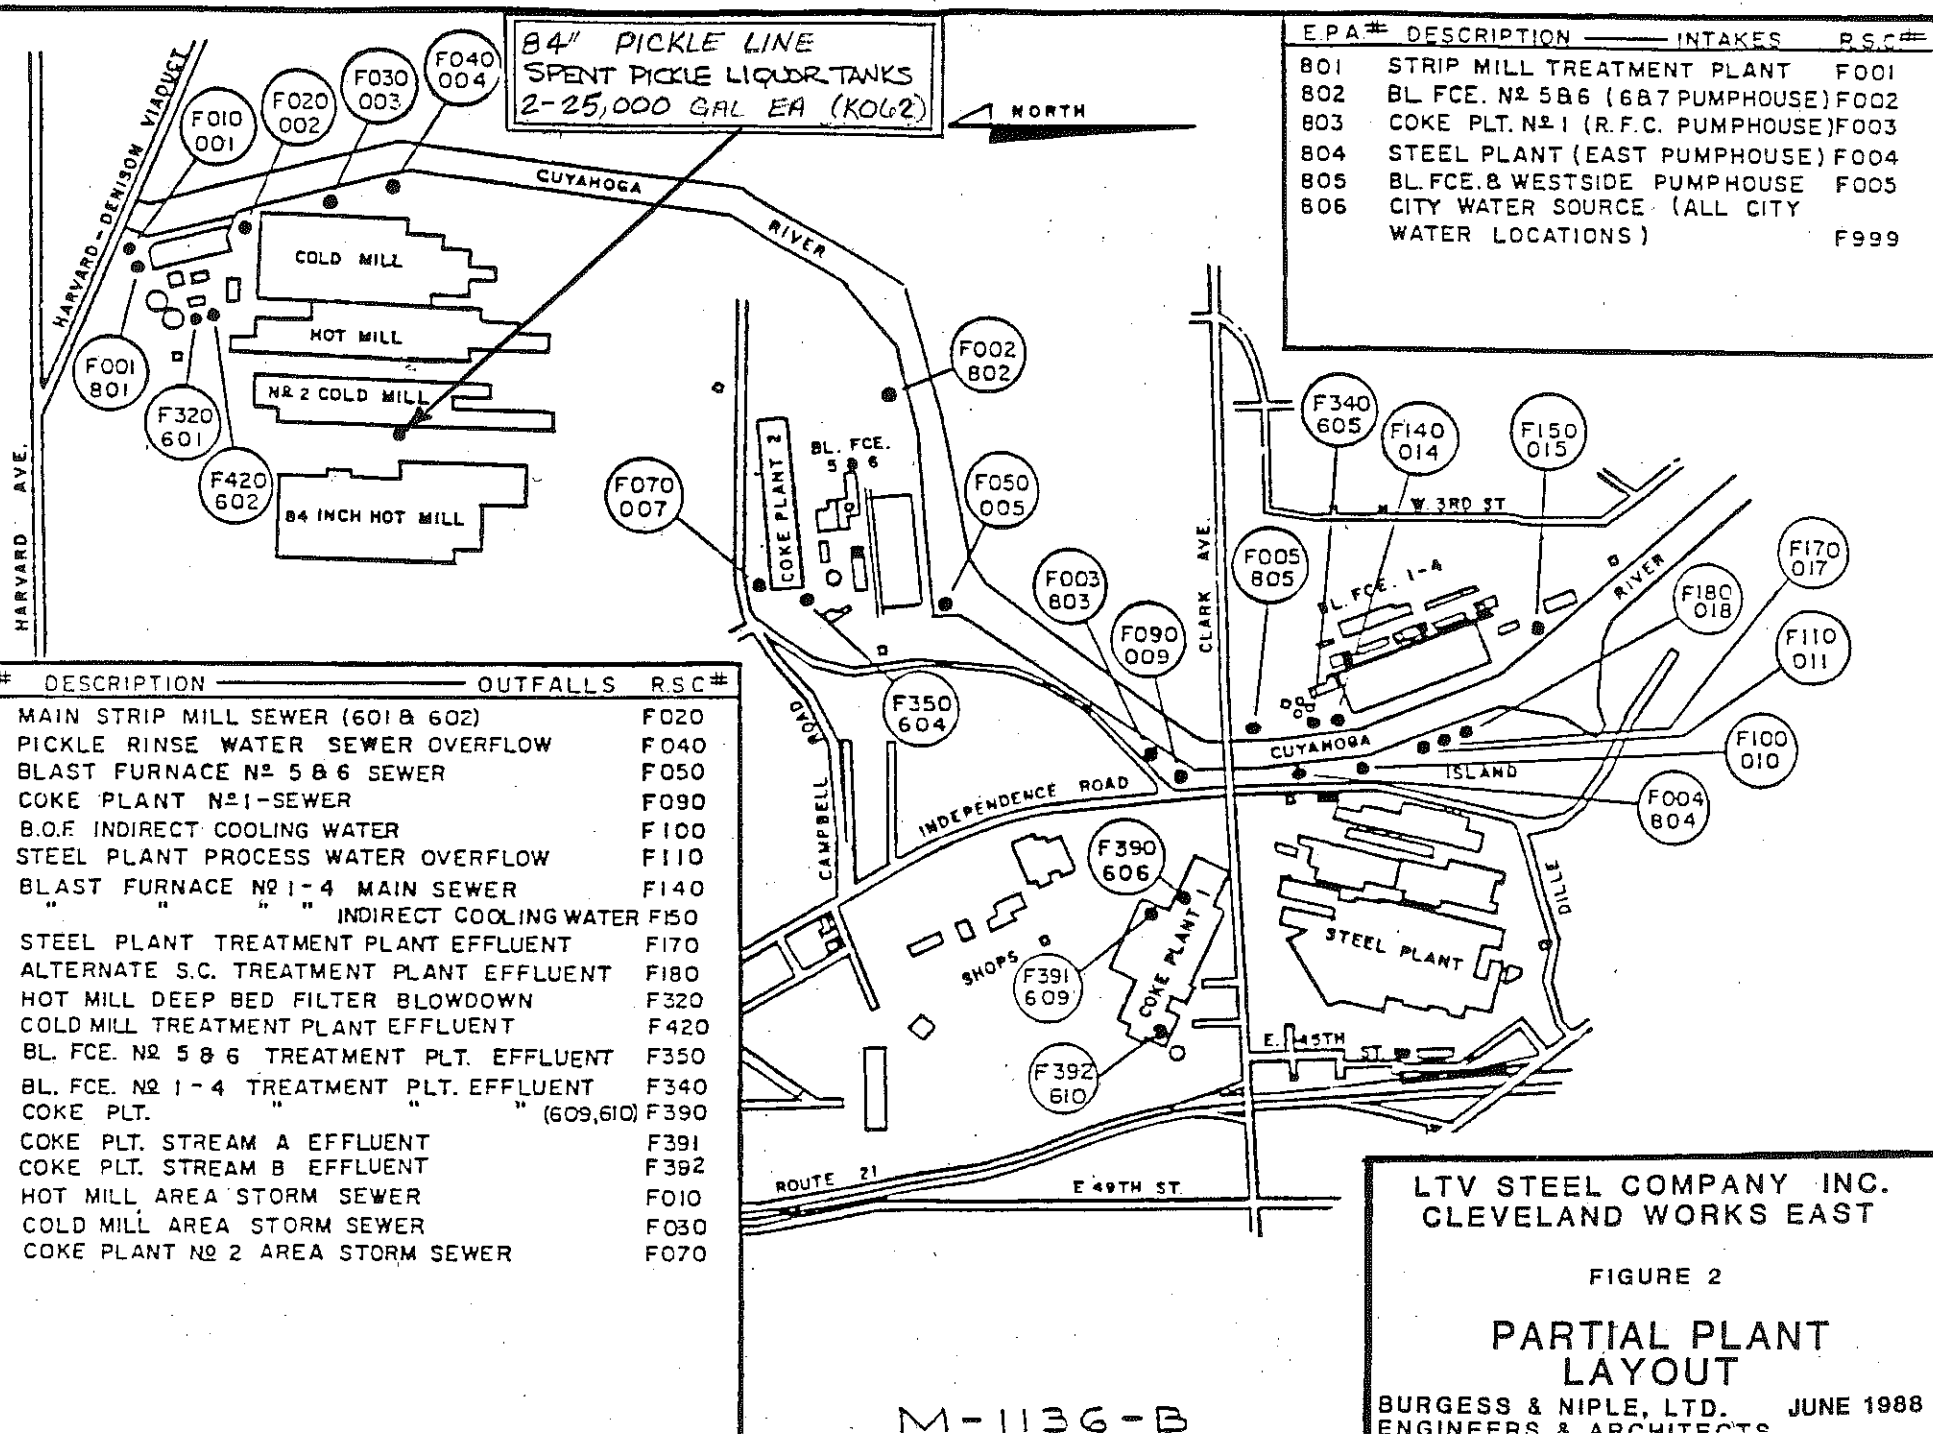 84" PICKLE LINE
SPENT PICKLE LIQUOR TANKS
2-25,000 GAL EA (K062)
NORTH
E.P.A# DESCRIPTION INTAKES R.S.C#
801 STRIP MILL TREATMENT PLANT F001
802 BL. FCE. Nº 5&6 (6&7 PUMPHOUSE) F002
803 COKE PLT. Nº 1 (R.F.C. PUMPHOUSE) F003
804 STEEL PLANT (EAST PUMPHOUSE) F004
805 BL. FCE. & WESTSIDE PUMPHOUSE F005
806 CITY WATER SOURCE (ALL CITY
WATER LOCATIONS) F999
HARVARD-DENISON VIADUCT
HARVARD AVE.
F010
001
F020
002
F030
003
F040
004
CUYAHOGA
RIVER
COLD MILL
HOT MILL
Nº 2 COLD MILL
84 INCH HOT MILL
F001
801
F320
601
F420
602
F002
802
BL. FCE.
5 6
COKE PLANT 2
F070
007
F050
005
F350
604
F003
803
F090
009
CLARK AVE.
F005
805
F340
605
F140
014
F150
015
W. 3RD ST
BL. FCE. 1-4
RIVER
F170
017
F180
018
F110
011
F100
010
F004
804
CUYAHOGA
ISLAND
INDEPENDENCE ROAD
CAMPBELL ROAD
DILLE
F390
606
F391
609
F392
610
COKE PLANT 1
SHOPS
STEEL PLANT
E. 45TH ST.
ROUTE 21
E 49TH ST.
# DESCRIPTION OUTFALLS R.S.C#
MAIN STRIP MILL SEWER (601 & 602) F020
PICKLE RINSE WATER SEWER OVERFLOW F040
BLAST FURNACE Nº 5 & 6 SEWER F050
COKE PLANT Nº 1-SEWER F090
B.O.F. INDIRECT COOLING WATER F100
STEEL PLANT PROCESS WATER OVERFLOW F110
BLAST FURNACE Nº 1-4 MAIN SEWER F140
" " " " INDIRECT COOLING WATER F150
STEEL PLANT TREATMENT PLANT EFFLUENT F170
ALTERNATE S.C. TREATMENT PLANT EFFLUENT F180
HOT MILL DEEP BED FILTER BLOWDOWN F320
COLD MILL TREATMENT PLANT EFFLUENT F420
BL. FCE. Nº 5 & 6 TREATMENT PLT. EFFLUENT F350
BL. FCE. Nº 1-4 TREATMENT PLT. EFFLUENT F340
COKE PLT. " " " (609,610) F390
COKE PLT. STREAM A EFFLUENT F391
COKE PLT. STREAM B EFFLUENT F392
HOT MILL AREA STORM SEWER F010
COLD MILL AREA STORM SEWER F030
COKE PLANT Nº 2 AREA STORM SEWER F070
LTV STEEL COMPANY INC.
CLEVELAND WORKS EAST
FIGURE 2
PARTIAL PLANT
LAYOUT
BURGESS & NIPLE, LTD. JUNE 1988
ENGINEERS & ARCHITECTS
M-1136-B